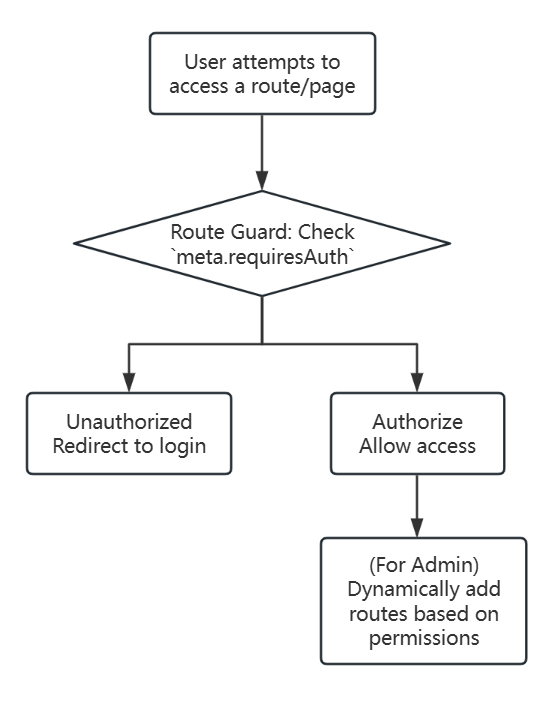 User attempts to
access a route/page
Route Guard: Check
`meta.requiresAuth`
Unauthorized
Redirect to login
Authorize
Allow access
(For Admin)
Dynamically add
routes based on
permissions